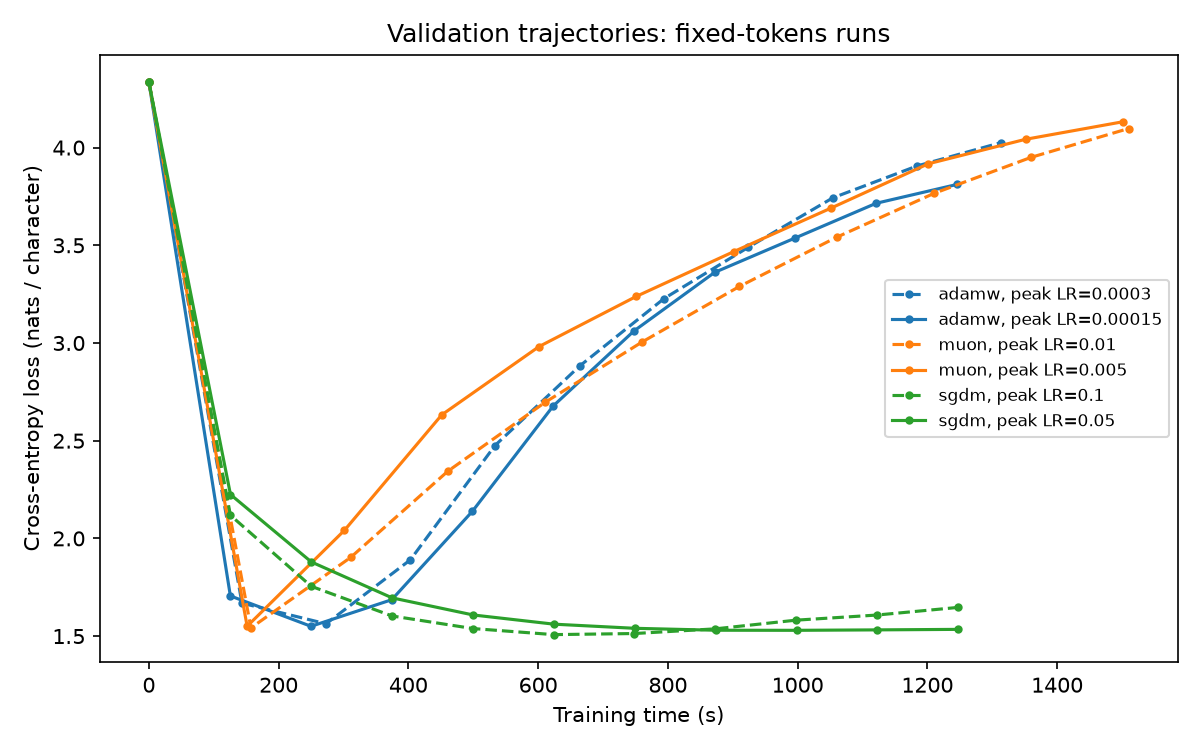 Validation trajectories: fixed-tokens runs
Cross-entropy loss (nats / character)
4.0
3.5
3.0
2.5
2.0
1.5
adamw, peak LR=0.0003
adamw, peak LR=0.00015
muon, peak LR=0.01
muon, peak LR=0.005
sgdm, peak LR=0.1
sgdm, peak LR=0.05
0 200 400 600 800 1000 1200 1400
Training time (s)